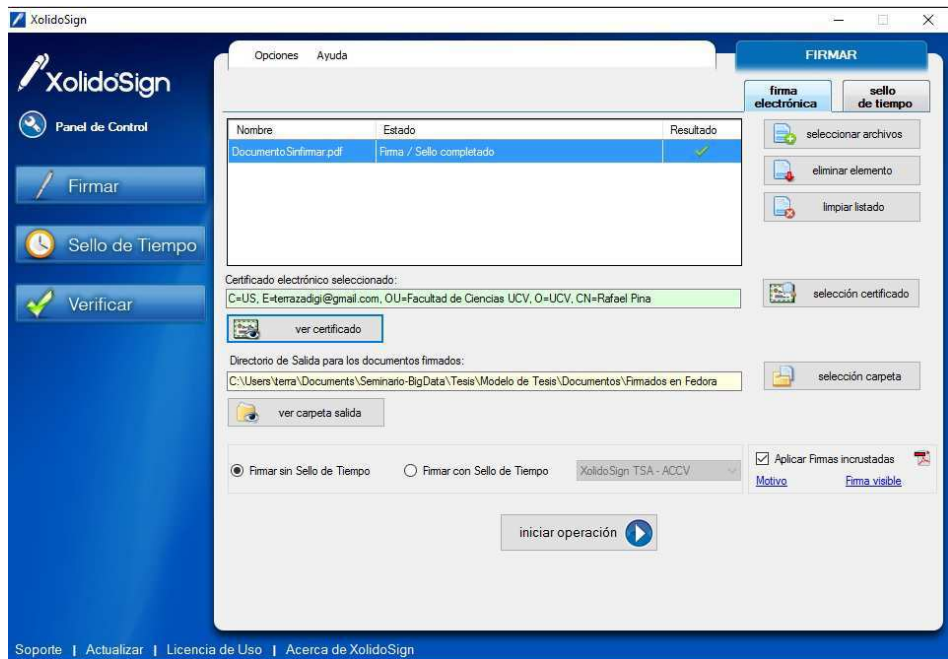 XolidoSign
XolidoSign
Panel de Control
Firmar
Sello de Tiempo
Verificar
Opciones Ayuda
FIRMAR
firma electrónica
sello de tiempo
Nombre Estado Resultado
DocumentoSinfirmar.pdf Firma / Sello completado
seleccionar archivos
eliminar elemento
limpiar listado
Certificado electrónico seleccionado:
C=US, E=terrazadigi@gmail.com, OU=Facultad de Ciencias UCV, O=UCV, CN=Rafael Pina
selección certificado
ver certificado
Directorio de Salida para los documentos firmados:
C:\Users\terra\Documents\Seminario-BigData\Tesis\Modelo de Tesis\Documentos\Firmados en Fedora
selección carpeta
ver carpeta salida
Firmar sin Sello de Tiempo Firmar con Sello de Tiempo XolidoSign TSA - ACCV
Aplicar Firmas incrustadas
Motivo Firma visible
iniciar operación
Soporte | Actualizar | Licencia de Uso | Acerca de XolidoSign